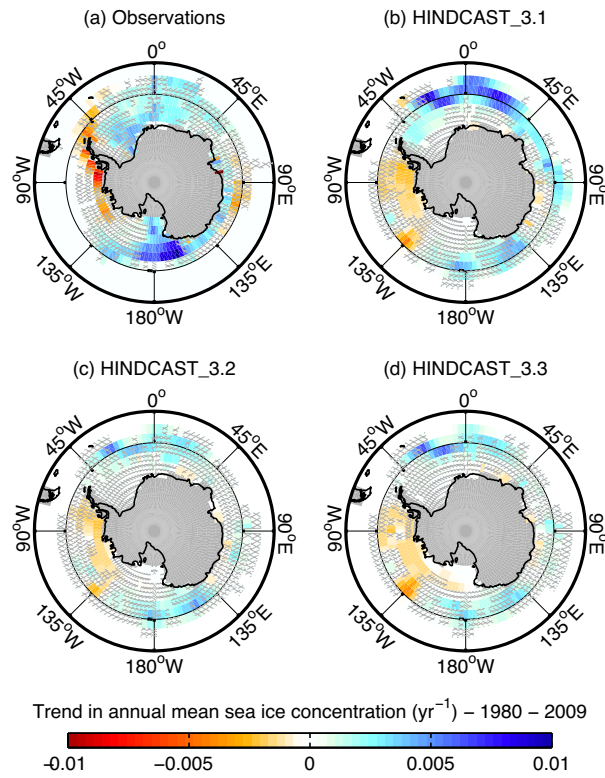 (a) Observations
(b) HINDCAST_3.1
0°
45°E
90°E
135°E
180°W
135°W
90°W
45°W
0°
45°E
90°E
135°E
180°W
135°W
90°W
45°W
(c) HINDCAST_3.2
(d) HINDCAST_3.3
0°
45°E
90°E
135°E
180°W
135°W
90°W
45°W
0°
45°E
90°E
135°E
180°W
135°W
90°W
45°W
Trend in annual mean sea ice concentration (yr⁻¹) − 1980 − 2009
-0.01 −0.005 0 0.005 0.01